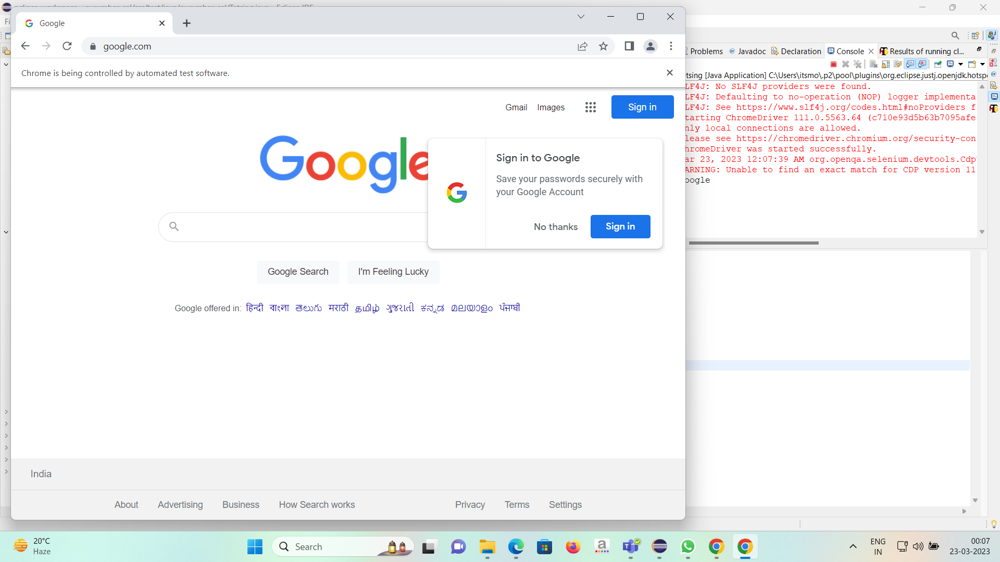 Fi
Google
google.com
Chrome is being controlled by automated test software.
Gmail Images Sign in
Google
Sign in to Google
Save your passwords securely with
your Google Account
No thanks Sign in
Google Search I'm Feeling Lucky
Google offered in: हिन्दी বাংলা తెలుగు मराठी தமிழ் ગુજરાતી ಕನ್ನಡ മലയാളം ਪੰਜਾਬੀ
India
About Advertising Business How Search works Privacy Terms Settings
Problems @ Javadoc Declaration Console Results of running cl...
tsing [Java Application] C:\Users\itsmo\.p2\pool\plugins\org.eclipse.justj.openjdk.hotspo
LF4J: No SLF4J providers were found.
LF4J: Defaulting to no-operation (NOP) logger implementa
LF4J: See https://www.slf4j.org/codes.html#noProviders f
tarting ChromeDriver 111.0.5563.64 (c710e93d5b63b7095afe
nly local connections are allowed.
lease see https://chromedriver.chromium.org/security-con
hromeDriver was started successfully.
ar 23, 2023 12:07:39 AM org.openqa.selenium.devtools.Cdp
ARNING: Unable to find an exact match for CDP version 11
oogle
20°C
Haze
Search
ENG
IN
00:07
23-03-2023